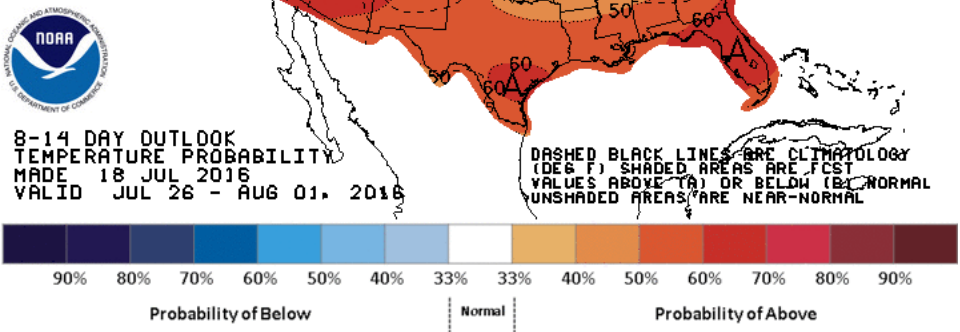 50
60
A
60
50
60
A
NATIONAL OCEANIC AND ATMOSPHERIC ADMINISTRATION
NOAA
U.S. DEPARTMENT OF COMMERCE
8-14 DAY OUTLOOK
TEMPERATURE PROBABILITY
MADE 18 JUL 2016
VALID JUL 26 - AUG 01, 2016
DASHED BLACK LINES ARE CLIMATOLOGY
(DEG F) SHADED AREAS ARE FCST
VALUES ABOVE (A) OR BELOW (B) NORMAL
UNSHADED AREAS ARE NEAR-NORMAL
90% 80% 70% 60% 50% 40% 33% 33% 40% 50% 60% 70% 80% 90%
Probability of Below Normal Probability of Above